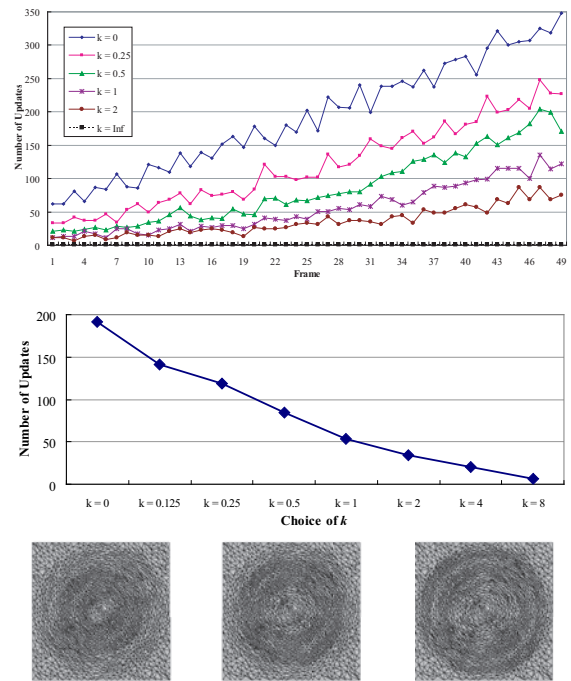 350
300
250
200
150
100
50
0
Number of Updates
k = 0
k = 0.25
k = 0.5
k = 1
k = 2
k = Inf
1 4 7 10 13 16 19 22 25 28 31 34 37 40 43 46 49
Frame
200
150
100
50
0
Number of Updates
k = 0 k = 0.125 k = 0.25 k = 0.5 k = 1 k = 2 k = 4 k = 8
Choice of k